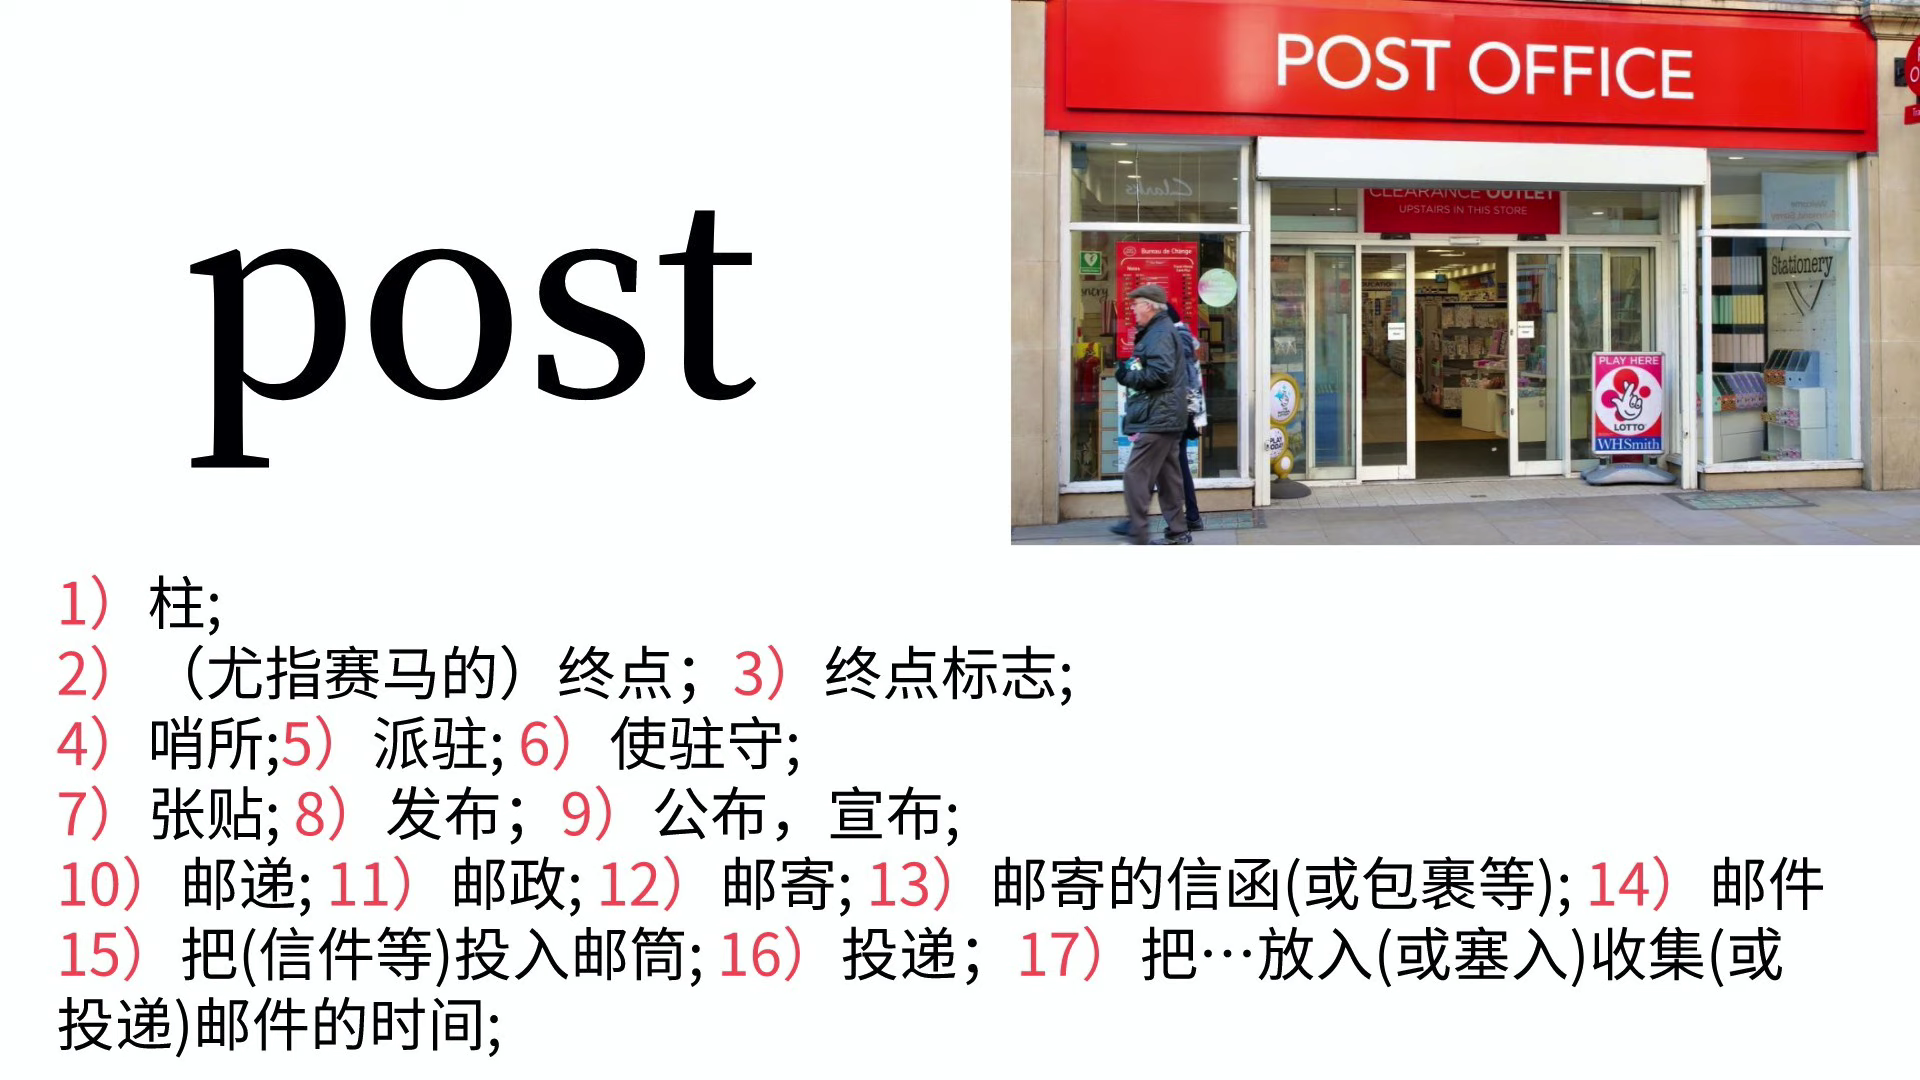 post
POST OFFICE
Clarks
CLEARANCE OUTLET
UPSTAIRS IN THIS STORE
Bureau de Change
Stationery
PLAY HERE
LOTTO
WHSmith
1）柱;
2）（尤指赛马的）终点；3）终点标志;
4）哨所;5）派驻; 6）使驻守;
7）张贴; 8）发布；9）公布，宣布;
10）邮递; 11）邮政; 12）邮寄; 13）邮寄的信函(或包裹等); 14）邮件
15）把(信件等)投入邮筒; 16）投递；17）把…放入(或塞入)收集(或
投递)邮件的时间;